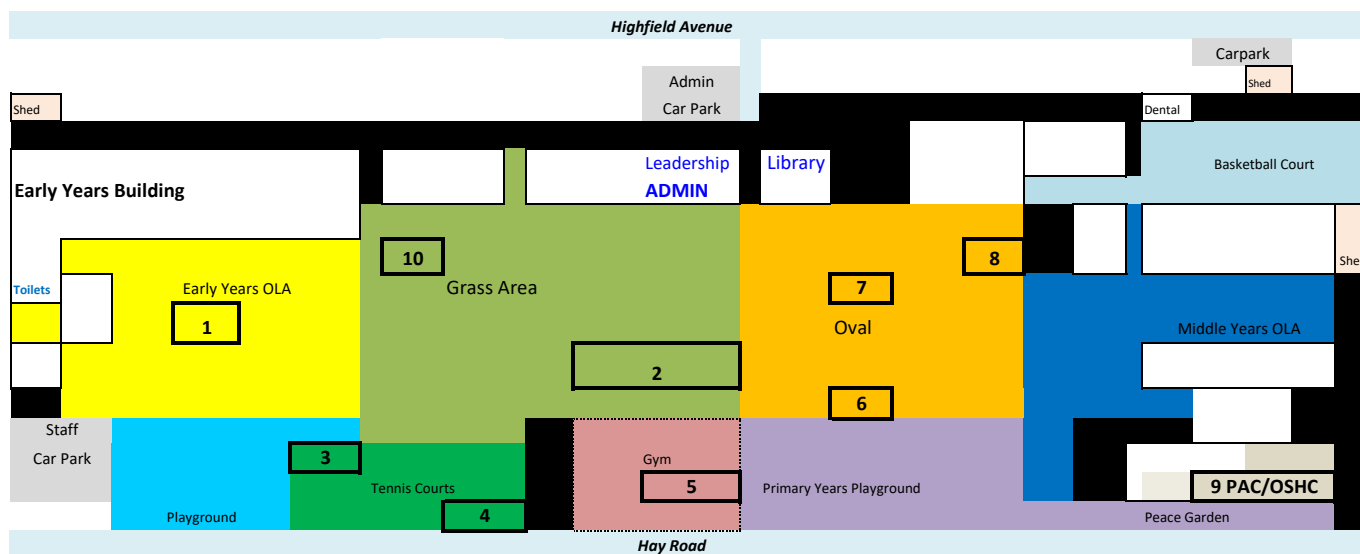 Highfield Avenue
Carpark
Admin
Shed
Shed
Car Park
Dental
Leadership
Library
Basketball Court
Early Years Building
ADMIN
10
8
She
Toilets
Early Years OLA
Grass Area
7
1
Oval
Middle Years OLA
2
6
Staff
Car Park
3
Gym
Tennis Courts
5
Primary Years Playground
9 PAC/OSHC
Playground
4
Peace Garden
Hay Road